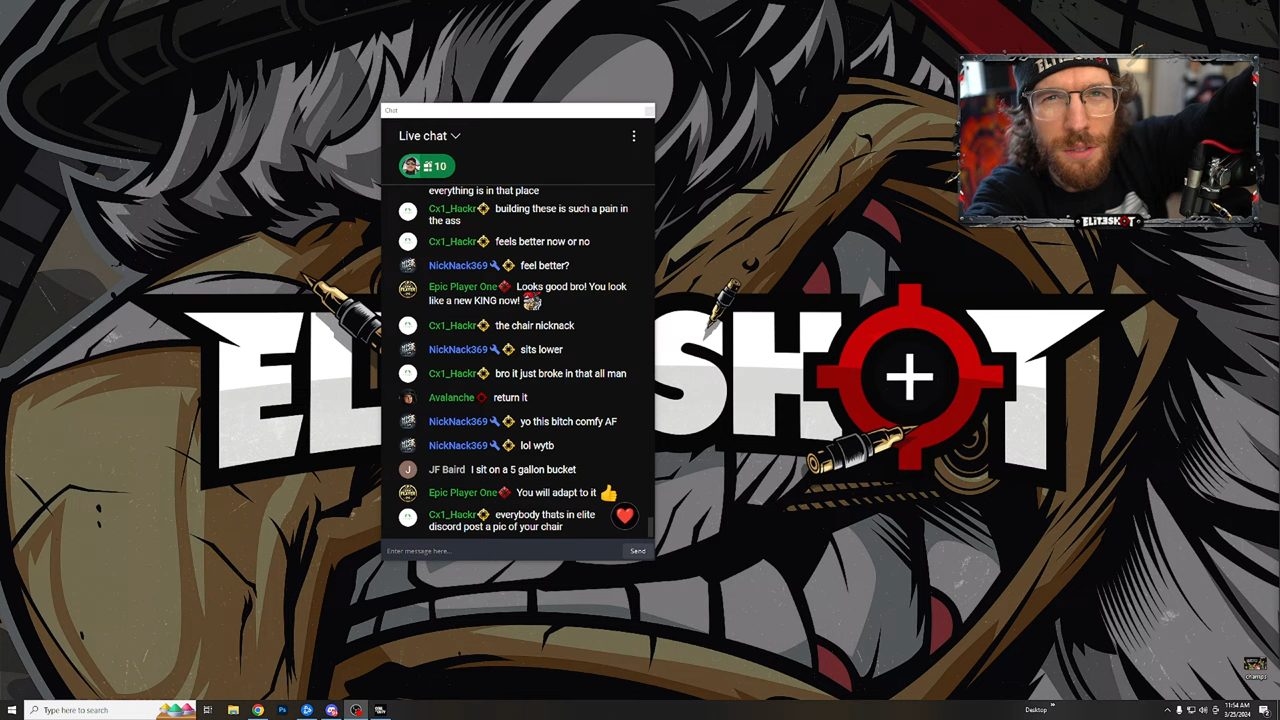 Chat
Live chat
10
everything is in that place
Cx1_Hackr building these is such a pain in
the ass
Cx1_Hackr feels better now or no
NickNack369 feel better?
Epic Player One Looks good bro! You look
like a new KING now!
Cx1_Hackr the chair nicknack
NickNack369 sits lower
Cx1_Hackr bro it just broke in that all man
Avalanche return it
NickNack369 yo this bitch comfy AF
NickNack369 lol wytb
J JF Baird I sit on a 5 gallon bucket
Epic Player One You will adapt to it
Cx1_Hackr everybody thats in elite
discord post a pic of your chair
Enter message here...
Send
ELITESHOT
ELITESHOT
champs
Type here to search
Desktop
11:54 AM
3/25/2024